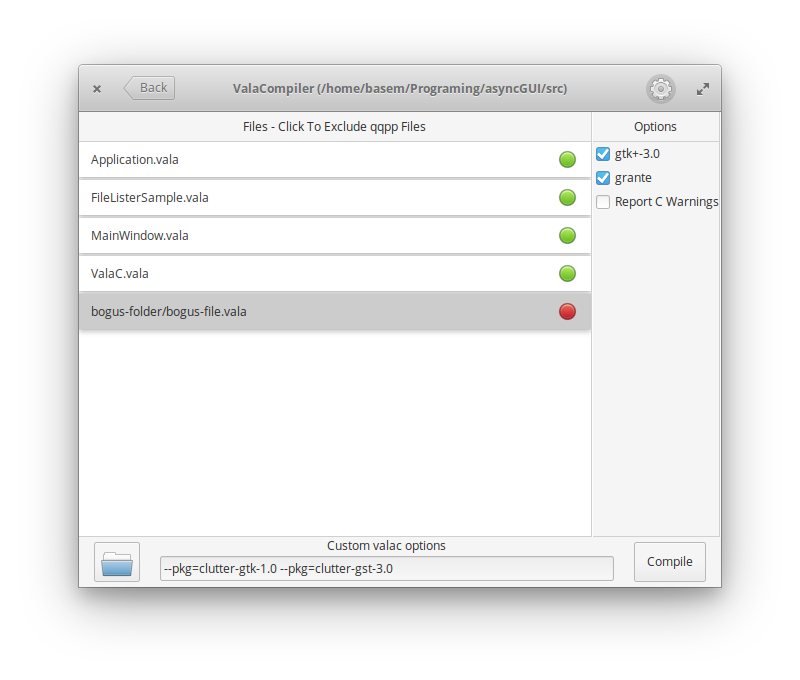 Back
ValaCompiler (/home/basem/Programing/asyncGUI/src)
Files - Click To Exclude qqpp Files
Options
Application.vala
FileListerSample.vala
MainWindow.vala
ValaC.vala
bogus-folder/bogus-file.vala
gtk+-3.0
grante
Report C Warnings
Custom valac options
--pkg=clutter-gtk-1.0 --pkg=clutter-gst-3.0
Compile